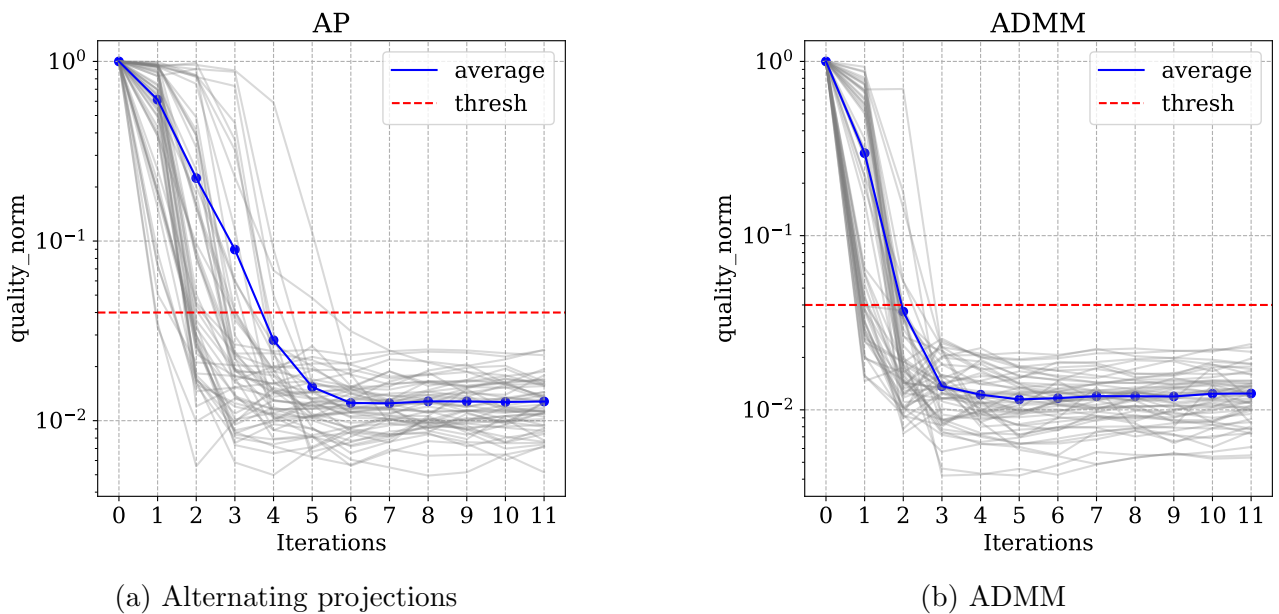 AP
10^0
10^-1
10^-2
quality_norm
average
thresh
0 1 2 3 4 5 6 7 8 9 10 11
Iterations
(a) Alternating projections
ADMM
10^0
10^-1
10^-2
quality_norm
average
thresh
0 1 2 3 4 5 6 7 8 9 10 11
Iterations
(b) ADMM